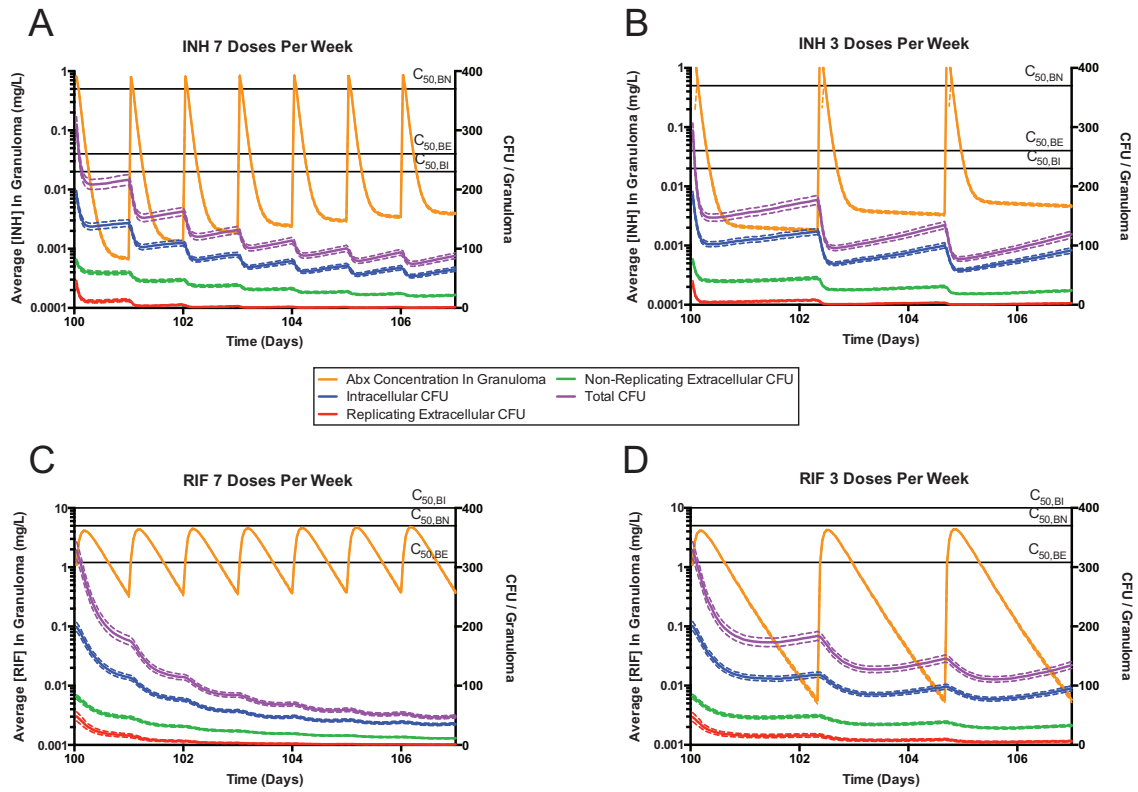 A
INH 7 Doses Per Week
Average [INH] In Granuloma (mg/L)
1
0.1
0.01
0.001
0.0001
C50,BN
C50,BE
C50,BI
400
300
200
100
0
CFU / Granuloma
100
102
104
106
Time (Days)
B
INH 3 Doses Per Week
Average [INH] In Granuloma (mg/L)
1
0.1
0.01
0.001
0.0001
C50,BN
C50,BE
C50,BI
400
300
200
100
0
CFU / Granuloma
100
102
104
106
Time (Days)
Abx Concentration In Granuloma
Non-Replicating Extracellular CFU
Intracellular CFU
Total CFU
Replicating Extracellular CFU
C
RIF 7 Doses Per Week
Average [RIF] In Granuloma (mg/L)
10
1
0.1
0.01
0.001
C50,BI
C50,BN
C50,BE
400
300
200
100
0
CFU / Granuloma
100
102
104
106
Time (Days)
D
RIF 3 Doses Per Week
Average [RIF] In Granuloma (mg/L)
10
1
0.1
0.01
0.001
C50,BI
C50,BN
C50,BE
400
300
200
100
0
CFU / Granuloma
100
102
104
106
Time (Days)